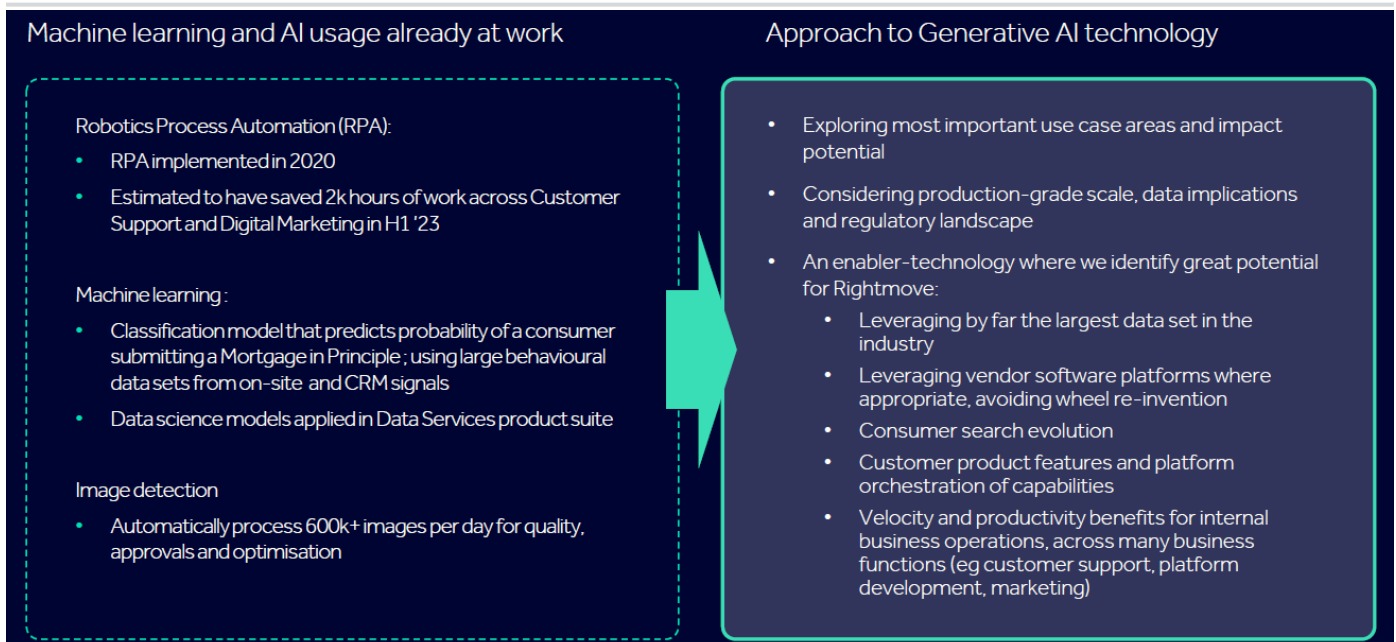 Machine learning and AI usage already at work
Robotics Process Automation (RPA):
• RPA implemented in 2020
• Estimated to have saved 2k hours of work across Customer
Support and Digital Marketing in H1 '23
Machine learning :
• Classification model that predicts probability of a consumer
submitting a Mortgage in Principle ; using large behavioural
data sets from on-site and CRM signals
• Data science models applied in Data Services product suite
Image detection
• Automatically process 600k+ images per day for quality,
approvals and optimisation
Approach to Generative AI technology
• Exploring most important use case areas and impact
potential
• Considering production-grade scale, data implications
and regulatory landscape
• An enabler-technology where we identify great potential
for Rightmove:
• Leveraging by far the largest data set in the
industry
• Leveraging vendor software platforms where
appropriate, avoiding wheel re-invention
• Consumer search evolution
• Customer product features and platform
orchestration of capabilities
• Velocity and productivity benefits for internal
business operations, across many business
functions (eg customer support, platform
development, marketing)